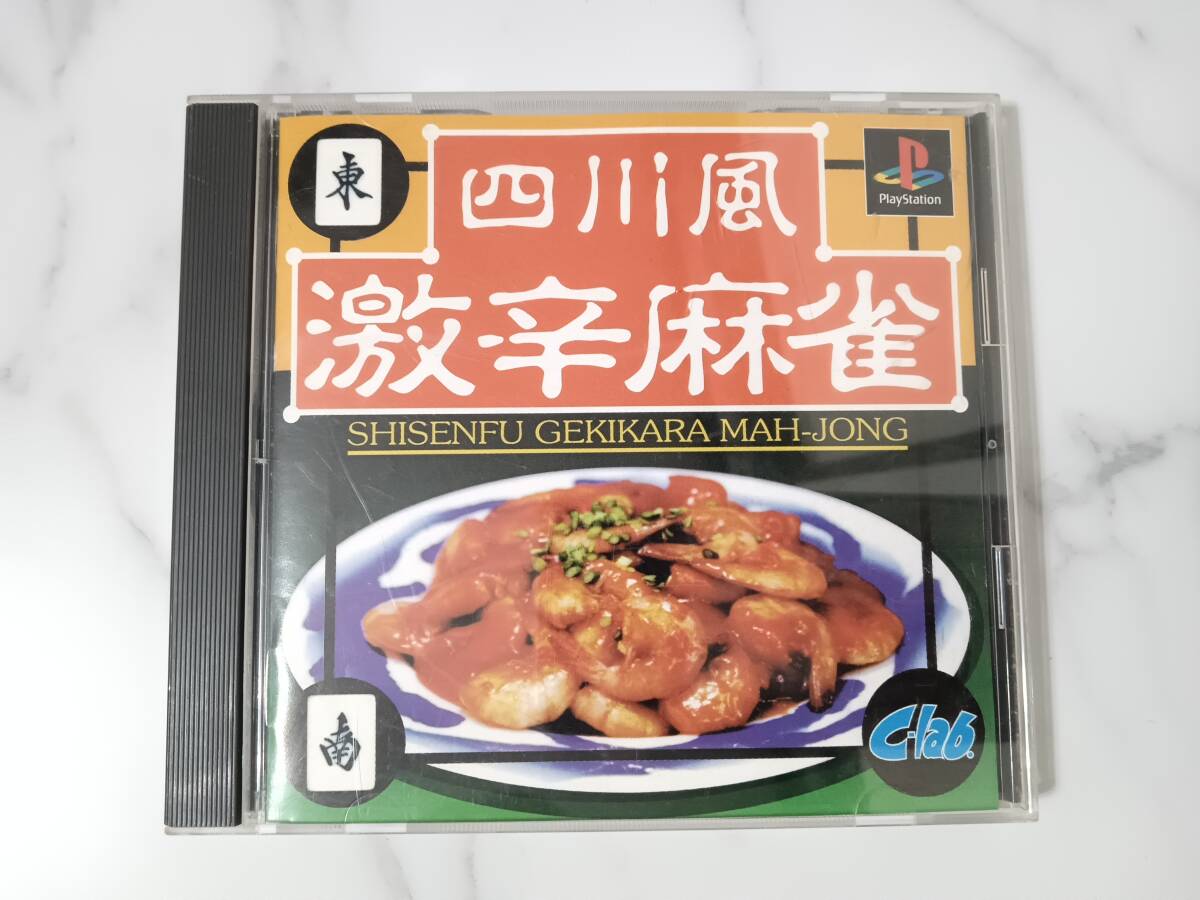 東
四川風
PlayStation
激辛麻雀
SHISENFU GEKIKARA MAH-JONG
南
C-lab.